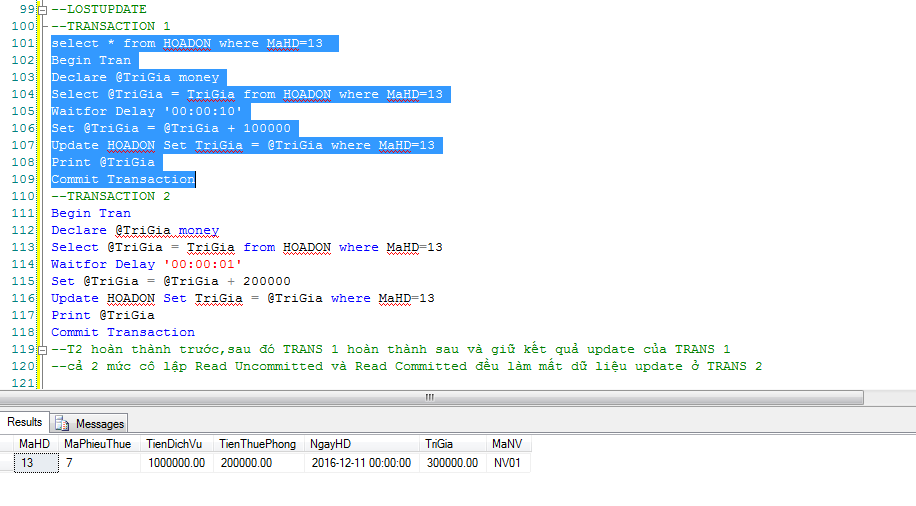 99 --LOSTUPDATE
100 --TRANSACTION 1
101 select * from HOADON where MaHD=13
102 Begin Tran
103 Declare @TriGia money
104 Select @TriGia = TriGia from HOADON where MaHD=13
105 Waitfor Delay '00:00:10'
106 Set @TriGia = @TriGia + 100000
107 Update HOADON Set TriGia = @TriGia where MaHD=13
108 Print @TriGia
109 Commit Transaction
110 --TRANSACTION 2
111 Begin Tran
112 Declare @TriGia money
113 Select @TriGia = TriGia from HOADON where MaHD=13
114 Waitfor Delay '00:00:01'
115 Set @TriGia = @TriGia + 200000
116 Update HOADON Set TriGia = @TriGia where MaHD=13
117 Print @TriGia
118 Commit Transaction
119 --T2 hoàn thành trước,sau đó TRANS 1 hoàn thành sau và giữ kết quả update của TRANS 1
120 --cả 2 mức cô lập Read Uncommitted và Read Committed đều làm mất dữ liệu update ở TRANS 2
121
Results Messages
MaHD MaPhieuThue TienDichVu TienThuePhong NgayHD TriGia MaNV
13 7 1000000.00 200000.00 2016-12-11 00:00:00 300000.00 NV01